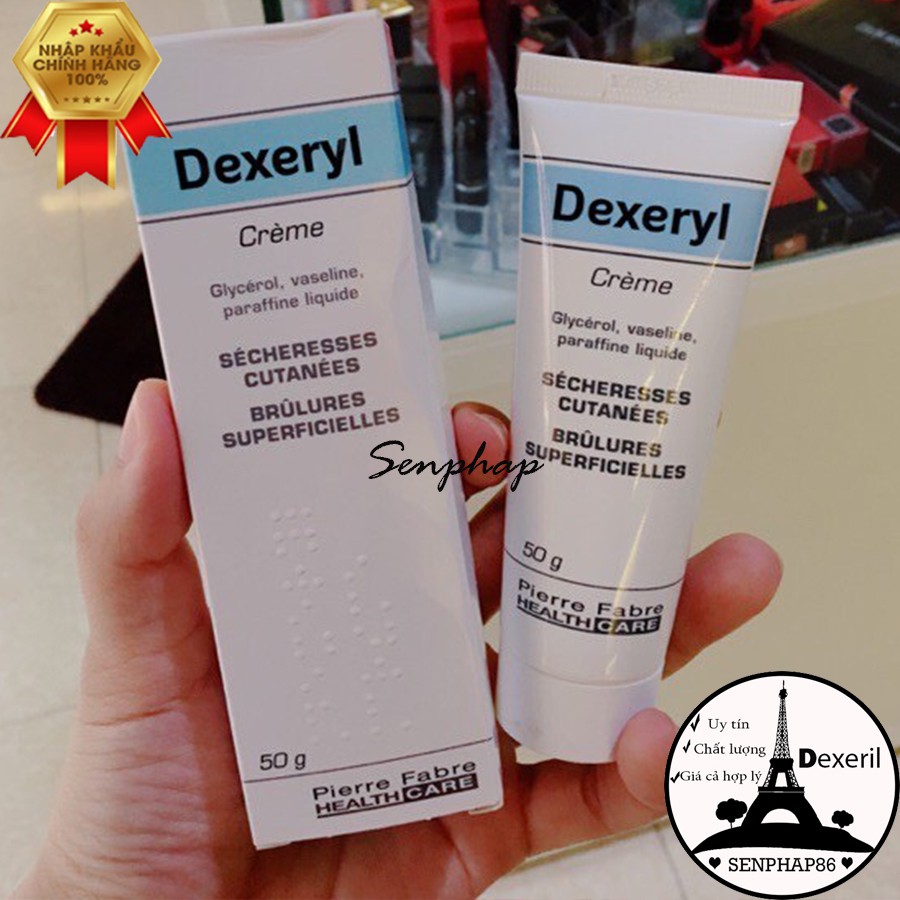 NHẬP KHẨU
CHÍNH HÃNG
100%
Dexeryl
Crème
Glycérol, vaseline,
paraffine liquide
SÉCHERESSES
CUTANÉES
BRÛLURES
SUPERFICIELLES
50 g
Pierre Fabre
HEALTH CARE
Dexeryl
Crème
Glycérol, vaseline,
paraffine liquide
SÉCHERESSES
CUTANÉES
BRÛLURES
SUPERFICIELLES
50 g
Pierre Fabre
HEALTH CARE
Senphap
Uy tín
Chất lượng
Giá cả hợp lý
Dexeril
SENPHAP86